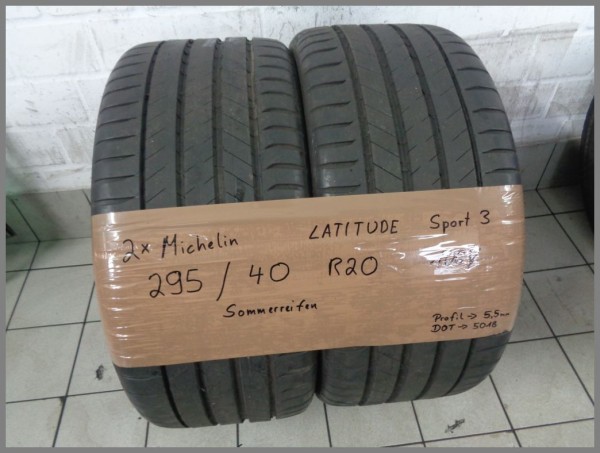 2x Michelin LATITUDE Sport 3
295 / 40 R20
Sommerreifen
Profil -> 5,5mm
DOT -> 5018